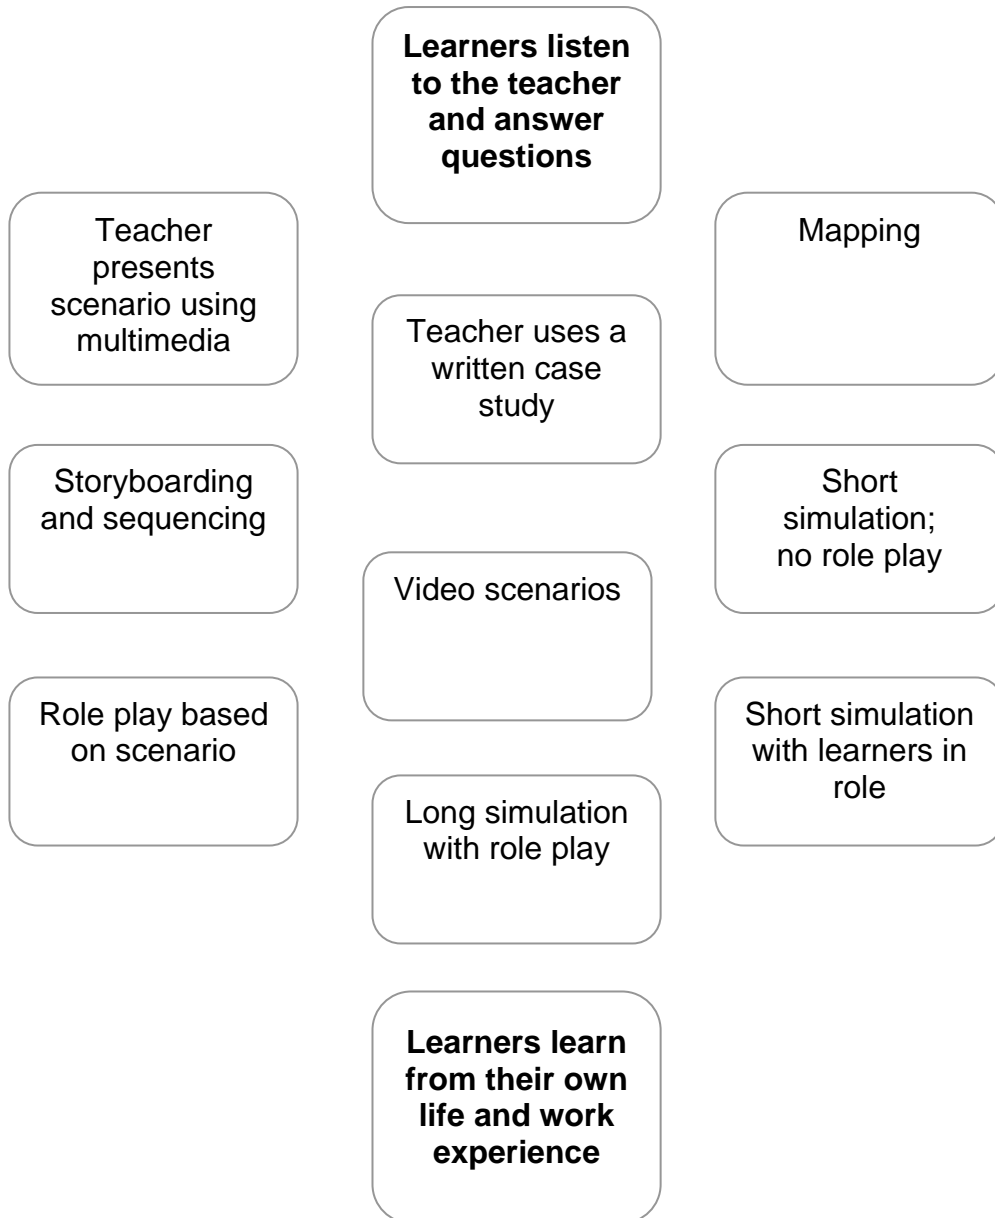 Learners listen
to the teacher
and answer
questions
Teacher
presents
scenario using
multimedia
Mapping
Teacher uses a
written case
study
Storyboarding
and sequencing
Short
simulation;
no role play
Video scenarios
Role play based
on scenario
Short simulation
with learners in
role
Long simulation
with role play
Learners learn
from their own
life and work
experience